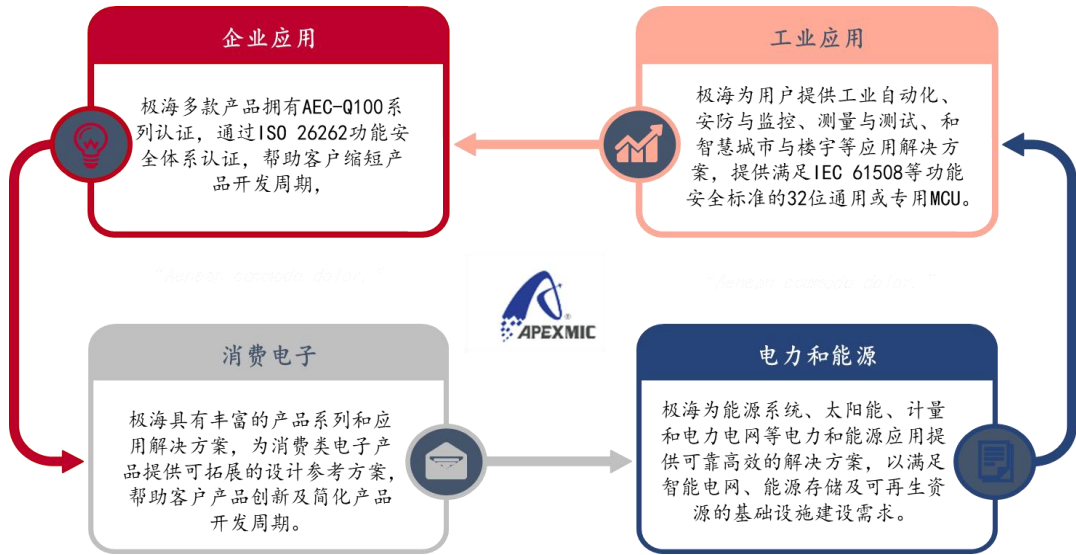 企业应用
极海多款产品拥有AEC-Q100系
列认证，通过ISO 26262功能安
全体系认证，帮助客户缩短产
品开发周期，
工业应用
极海为用户提供工业自动化、
安防与监控、测量与测试、和
智慧城市与楼宇等应用解决方
案，提供满足IEC 61508等功能
安全标准的32位通用或专用MCU。
®
APEXMIC
消费电子
极海具有丰富的产品系列和应
用解决方案，为消费类电子产
品提供可拓展的设计参考方案，
帮助客户产品创新及简化产品
开发周期。
电力和能源
极海为能源系统、太阳能、计量
和电力电网等电力和能源应用提
供可靠高效的解决方案，以满足
智能电网、能源存储及可再生资
源的基础设施建设需求。